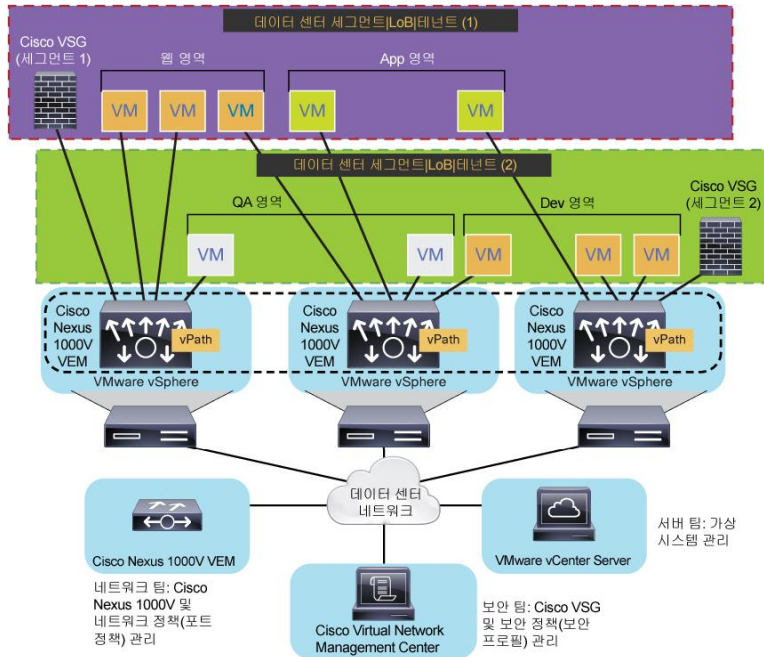 데이터 센터 세그먼트|LoB|테넌트 (1)
Cisco VSG
(세그먼트 1)
웹 영역
App 영역
VM
VM
VM
VM
VM
데이터 센터 세그먼트|LoB|테넌트 (2)
QA 영역
Dev 영역
Cisco VSG
(세그먼트 2)
VM
VM
VM
VM
VM
Cisco
Nexus
1000V
VEM
vPath
VMware vSphere
Cisco
Nexus
1000V
VEM
vPath
VMware vSphere
Cisco
Nexus
1000V
VEM
vPath
VMware vSphere
데이터 센터
네트워크
Cisco Nexus 1000V VEM
네트워크 팀: Cisco
Nexus 1000V 및
네트워크 정책(포트
정책) 관리
Cisco Virtual Network
Management Center
보안 팀: Cisco VSG
및 보안 정책(보안
프로필) 관리
VMware vCenter Server
서버 팀: 가상
시스템 관리